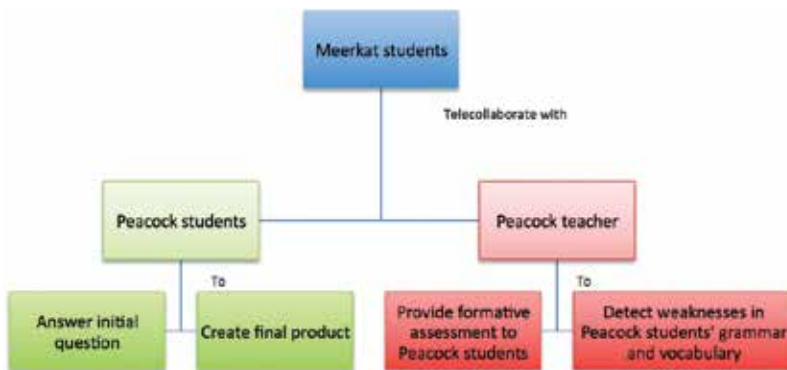 Meerkat students
Telecollaborate with
Peacock students
Peacock teacher
To
To
Answer initial
question
Create final product
Provide formative
assessment to
Peacock students
Detect weaknesses in
Peacock students' grammar
and vocabulary